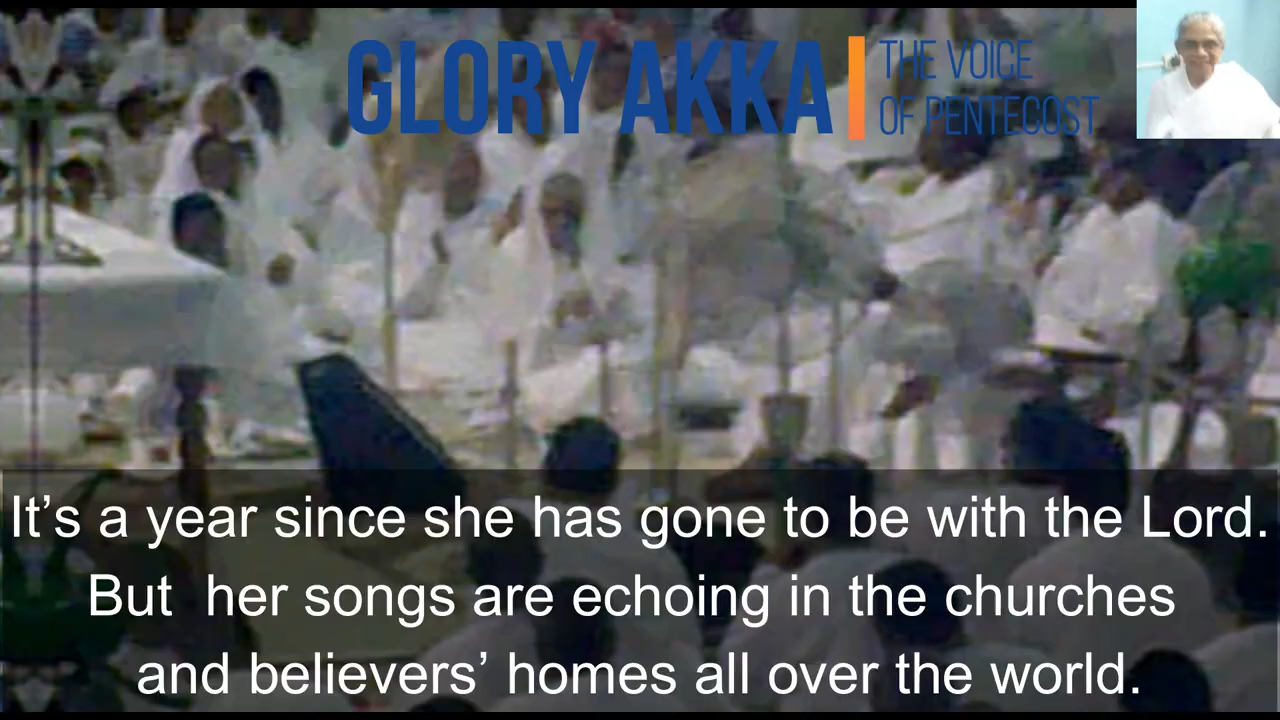 GLORY AKKA
THE VOICE
OF PENTECOST
It’s a year since she has gone to be with the Lord.
But  her songs are echoing in the churches
and believers’ homes all over the world.